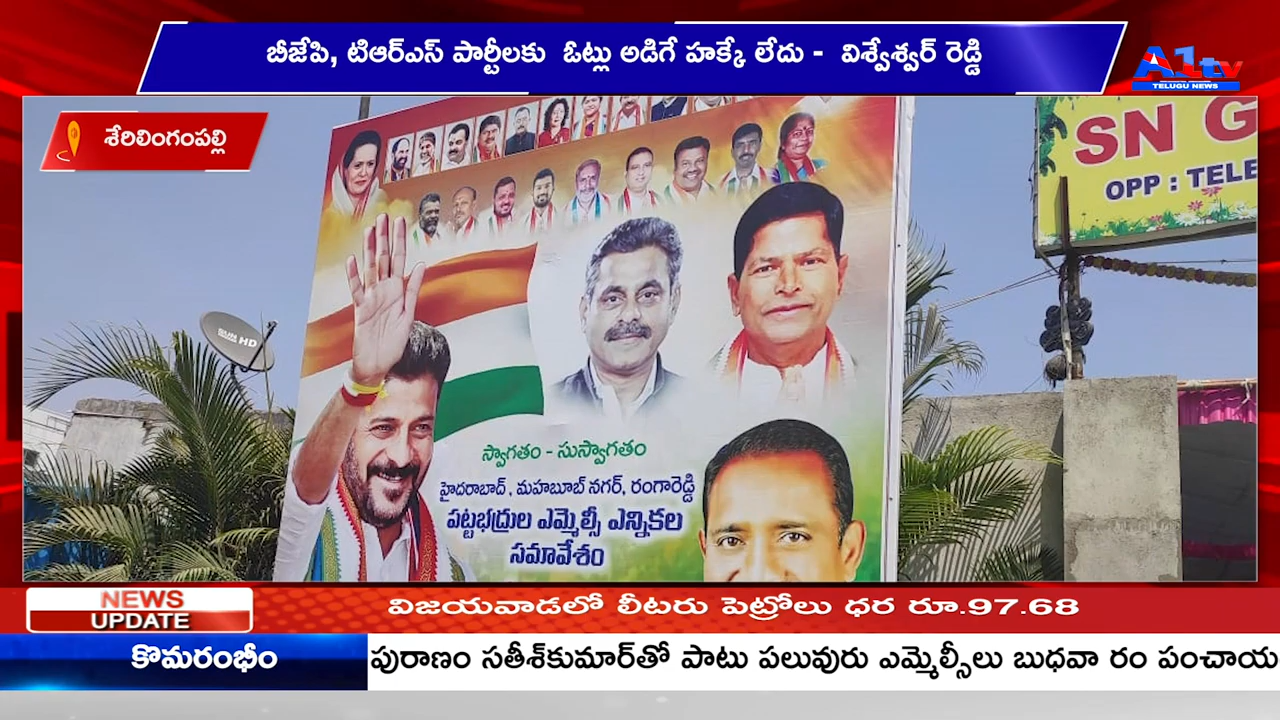 బీజేపి, టిఆర్ఎస్ పార్టీలకు ఓట్లు అడిగే హక్కే లేదు - విశ్వేశ్వర్ రెడ్డి
A1tv
TELUGU NEWS
శేరిలింగంపల్లి
SN G
OPP : TELE
SUN HD
స్వాగతం - సుస్వాగతం
హైదరాబాద్, మహబూబ్ నగర్, రంగారెడ్డి
పట్టభద్రుల ఎమ్మెల్సీ ఎన్నికల
సమావేశం
NEWS
UPDATE
విజయవాడలో లీటరు పెట్రోలు ధర రూ.97.68
కొమరంభీం
పురాణం సతీశ్‌కుమార్‌తో పాటు పలువురు ఎమ్మెల్సీలు బుధవా రం పంచాయ